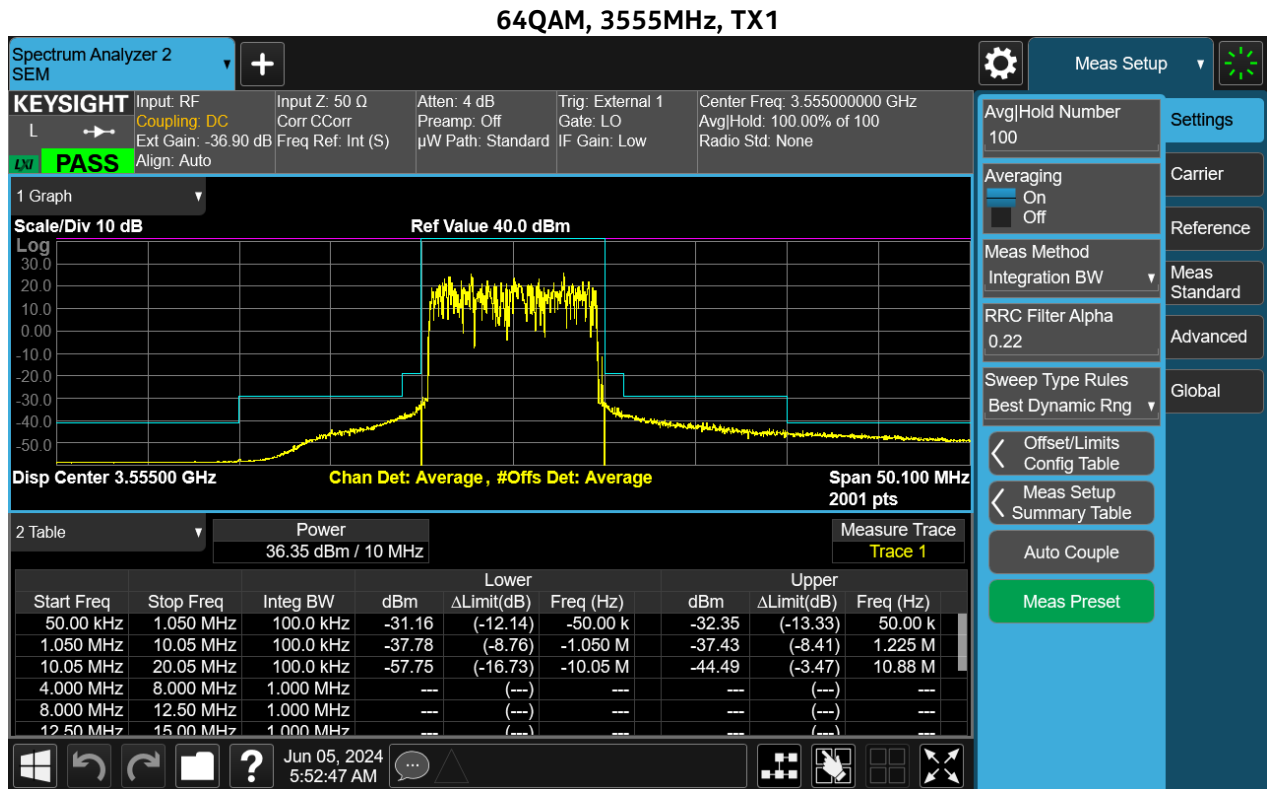 64QAM, 3555MHz, TX1
Spectrum Analyzer 2
SEM
Meas Setup
KEYSIGHT
L
LXI PASS
Input: RF
Coupling: DC
Ext Gain: -36.90 dB
Align: Auto
Input Z: 50 Ω
Corr CCorr
Freq Ref: Int (S)
Atten: 4 dB
Preamp: Off
µW Path: Standard
Trig: External 1
Gate: LO
IF Gain: Low
Center Freq: 3.555000000 GHz
Avg|Hold: 100.00% of 100
Radio Std: None
1 Graph
Scale/Div 10 dB
Ref Value 40.0 dBm
Log
30.0
20.0
10.0
0.00
-10.0
-20.0
-30.0
-40.0
-50.0
Disp Center 3.55500 GHz
Chan Det: Average, #Offs Det: Average
Span 50.100 MHz
2001 pts
2 Table
Power
36.35 dBm / 10 MHz
Measure Trace
Trace 1
Lower Upper
Start Freq Stop Freq Integ BW dBm ΔLimit(dB) Freq (Hz) dBm ΔLimit(dB) Freq (Hz)
50.00 kHz 1.050 MHz 100.0 kHz -31.16 (-12.14) -50.00 k -32.35 (-13.33) 50.00 k
1.050 MHz 10.05 MHz 100.0 kHz -37.78 (-8.76) -1.050 M -37.43 (-8.41) 1.225 M
10.05 MHz 20.05 MHz 100.0 kHz -57.75 (-16.73) -10.05 M -44.49 (-3.47) 10.88 M
4.000 MHz 8.000 MHz 1.000 MHz --- (---) --- --- (---) ---
8.000 MHz 12.50 MHz 1.000 MHz --- (---) --- --- (---) ---
12.50 MHz 15.00 MHz 1.000 MHz --- (---) --- --- (---) ---
Jun 05, 2024
5:52:47 AM
Avg|Hold Number
100
Averaging
On
Off
Meas Method
Integration BW
RRC Filter Alpha
0.22
Sweep Type Rules
Best Dynamic Rng
Offset/Limits
Config Table
Meas Setup
Summary Table
Auto Couple
Meas Preset
Settings
Carrier
Reference
Meas
Standard
Advanced
Global